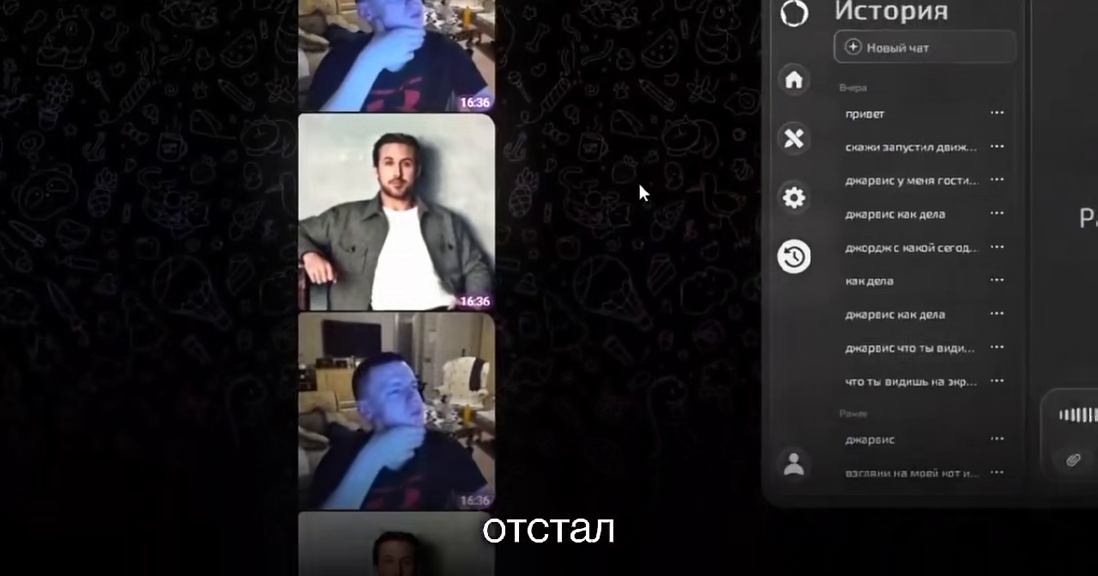 16:36
16:36
16:36
отстал
История
Новый чат
Вчера
привет
скажи запустил движ...
джарвис у меня гости...
джарвис как дела
джордж с какой сегод...
как дела
джарвис как дела
джарвис что ты види...
что ты видишь на экр...
Ранее
джарвис
взгляни на мой кот и...